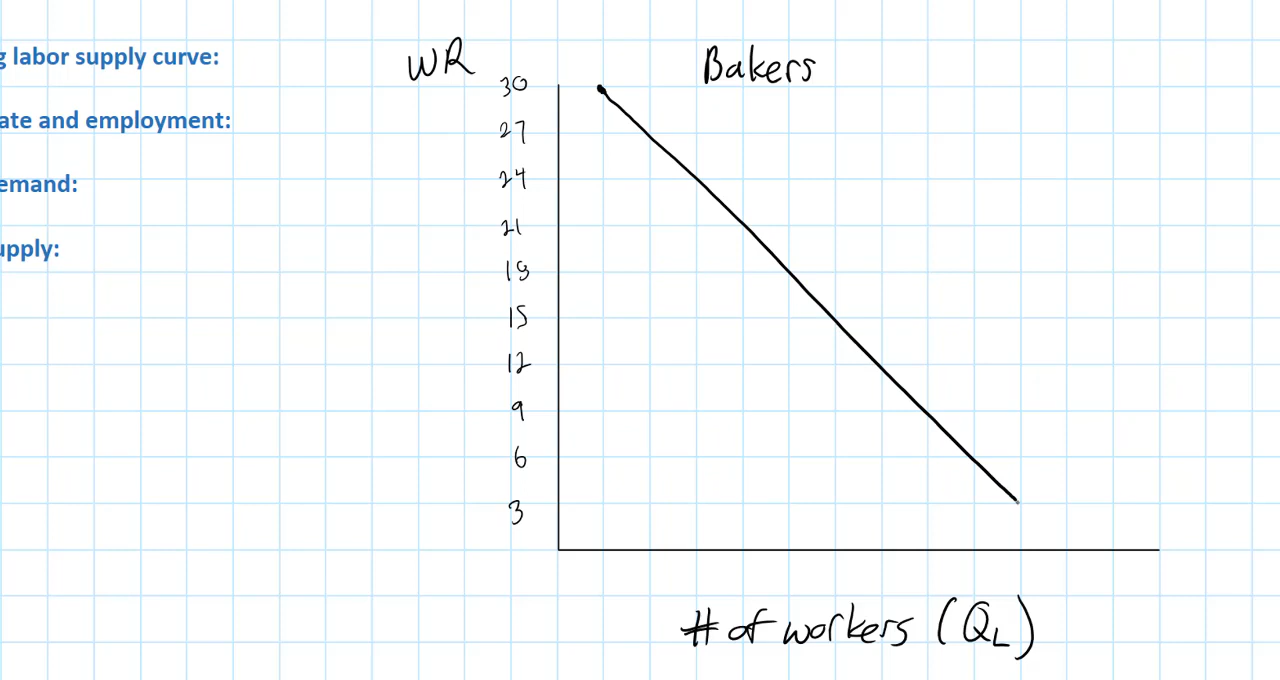 g labor supply curve:
ate and employment:
emand:
upply:
WR
Bakers
30
27
24
21
18
15
12
9
6
3
# of workers (QL)